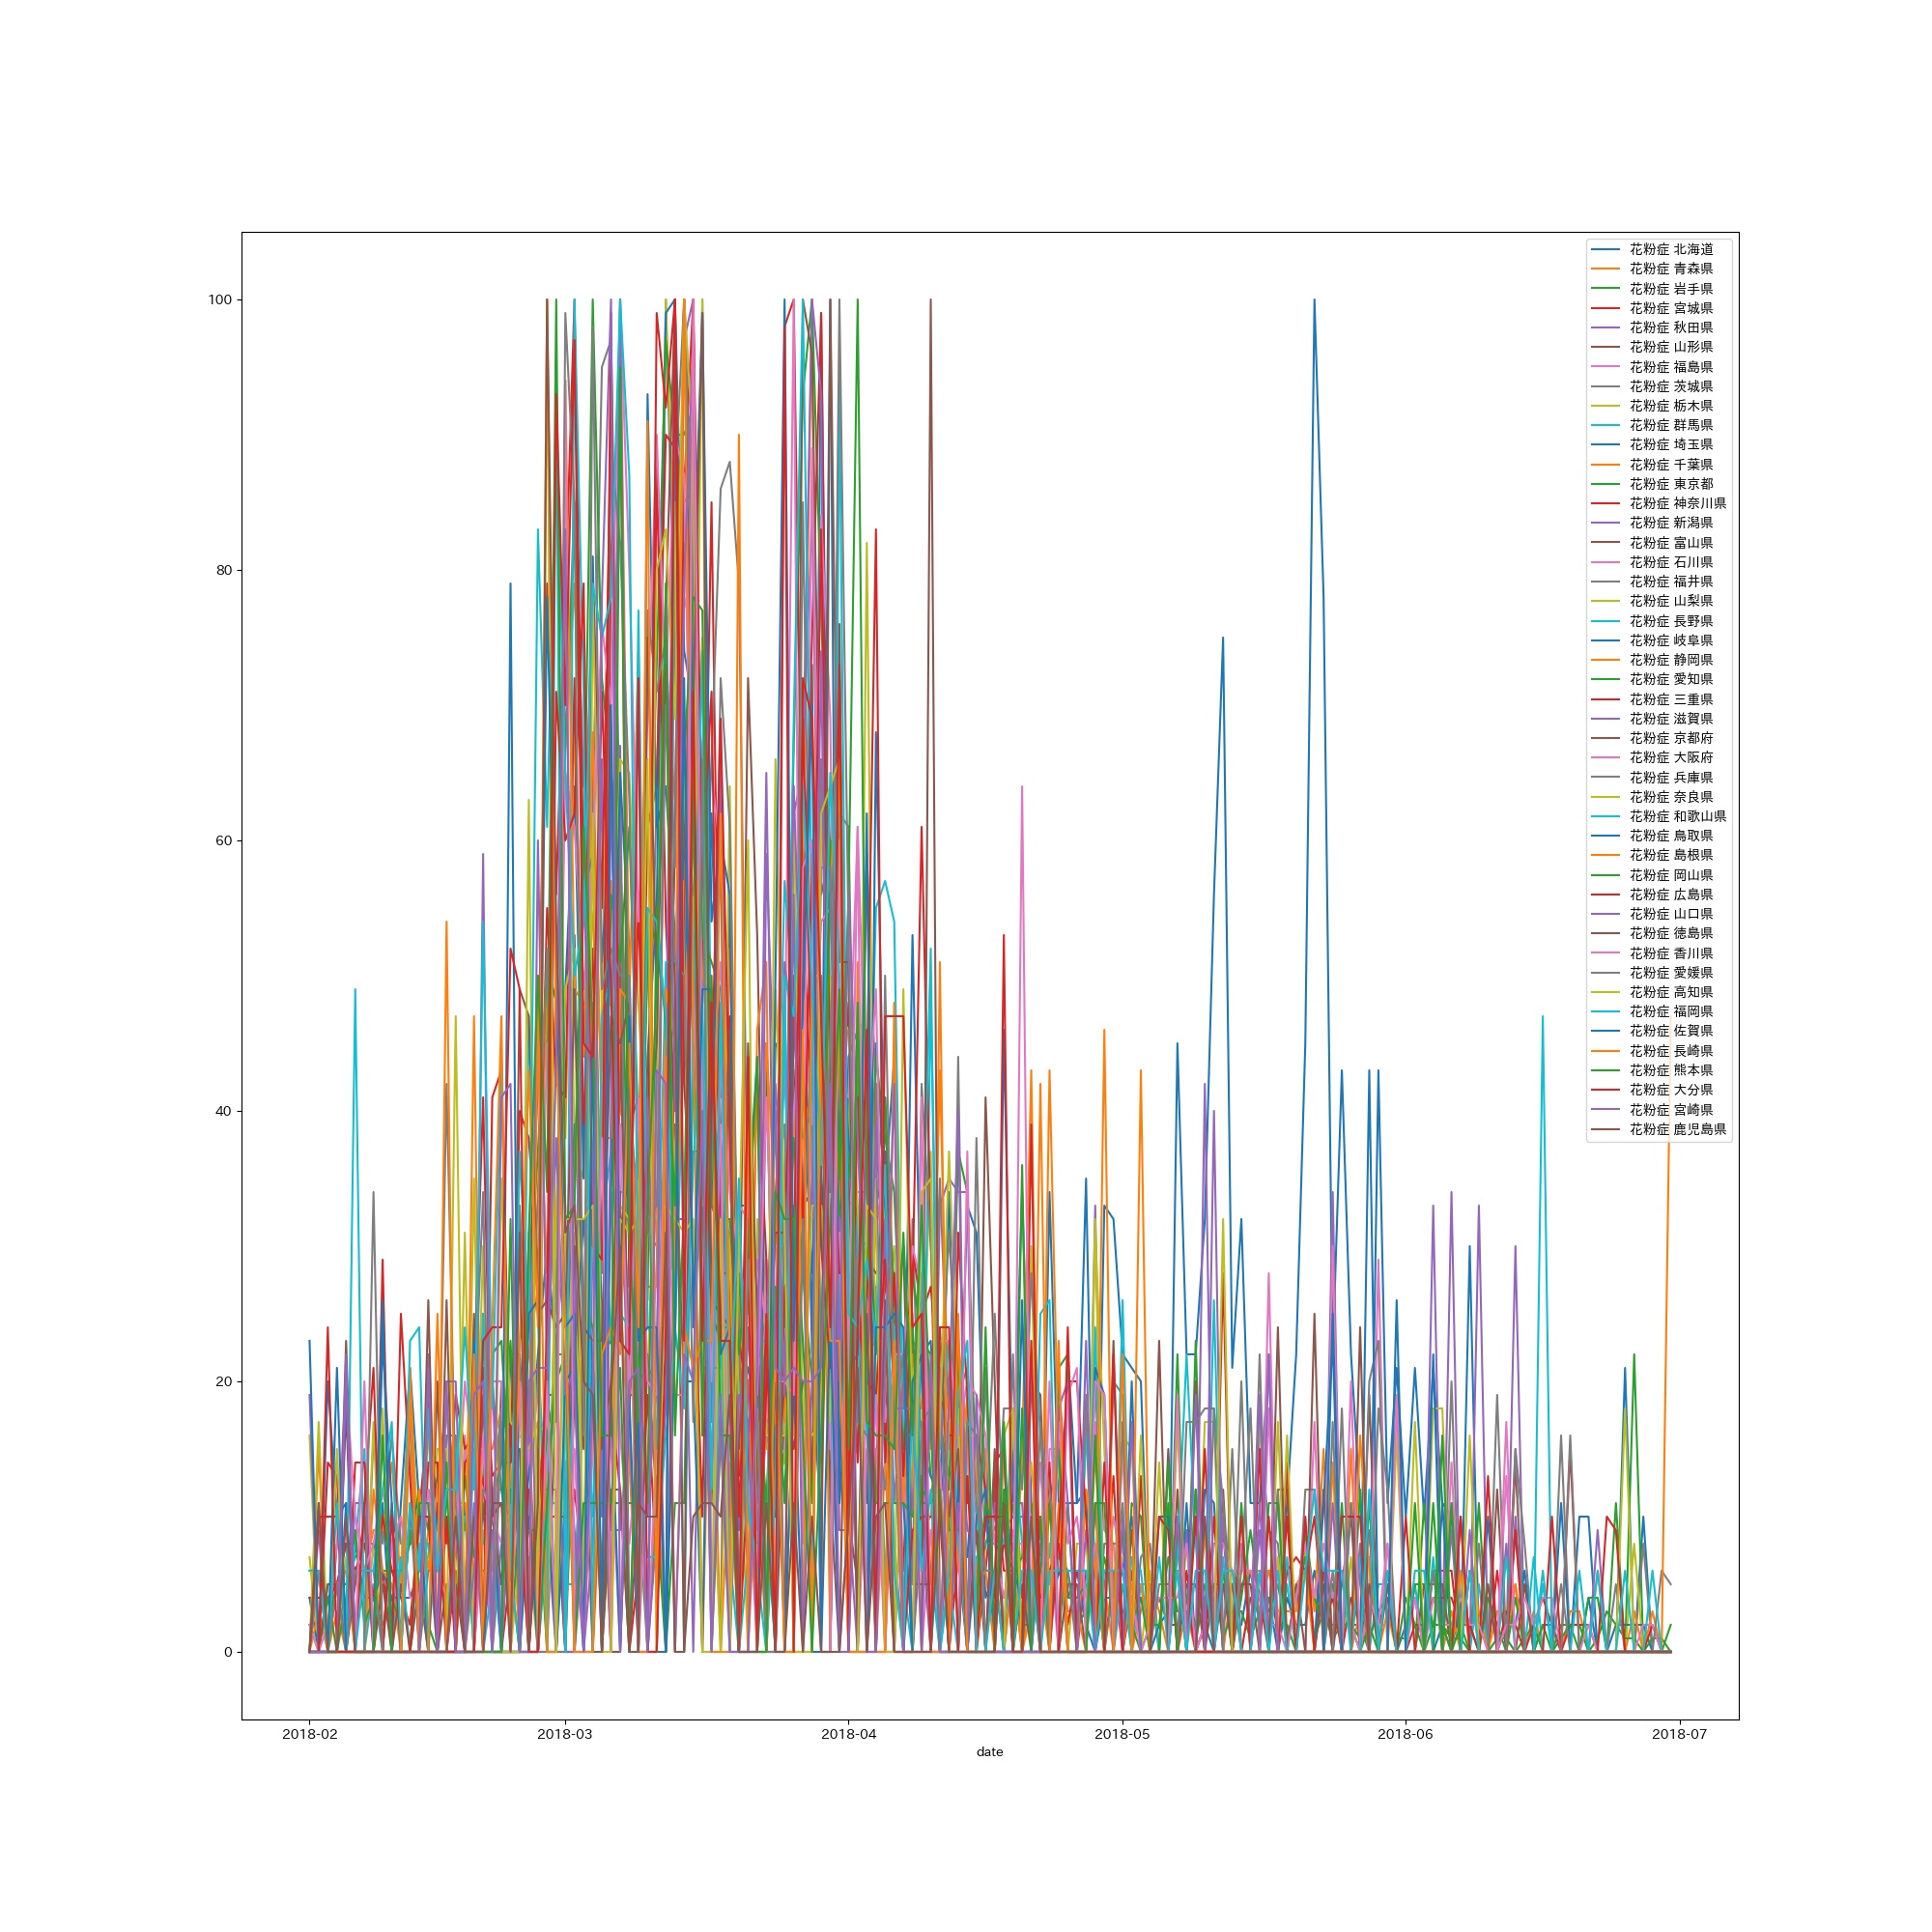 100
80
60
40
20
0
2018-02
2018-03
2018-04
2018-05
2018-06
2018-07
date
花粉症 北海道
花粉症 青森県
花粉症 岩手県
花粉症 宮城県
花粉症 秋田県
花粉症 山形県
花粉症 福島県
花粉症 茨城県
花粉症 栃木県
花粉症 群馬県
花粉症 埼玉県
花粉症 千葉県
花粉症 東京都
花粉症 神奈川県
花粉症 新潟県
花粉症 富山県
花粉症 石川県
花粉症 福井県
花粉症 山梨県
花粉症 長野県
花粉症 岐阜県
花粉症 静岡県
花粉症 愛知県
花粉症 三重県
花粉症 滋賀県
花粉症 京都府
花粉症 大阪府
花粉症 兵庫県
花粉症 奈良県
花粉症 和歌山県
花粉症 鳥取県
花粉症 島根県
花粉症 岡山県
花粉症 広島県
花粉症 山口県
花粉症 徳島県
花粉症 香川県
花粉症 愛媛県
花粉症 高知県
花粉症 福岡県
花粉症 佐賀県
花粉症 長崎県
花粉症 熊本県
花粉症 大分県
花粉症 宮崎県
花粉症 鹿児島県